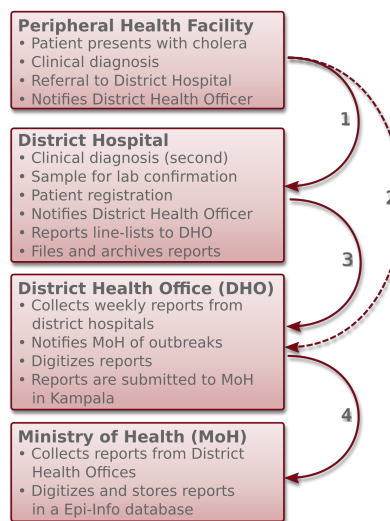 Peripheral Health Facility
• Patient presents with cholera
• Clinical diagnosis
• Referral to District Hospital
• Notifies District Health Officer
1
District Hospital
• Clinical diagnosis (second)
• Sample for lab confirmation
• Patient registration
• Notifies District Health Officer
• Reports line-lists to DHO
• Files and archives reports
2
3
District Health Office (DHO)
• Collects weekly reports from
district hospitals
• Notifies MoH of outbreaks
• Digitizes reports
• Reports are submitted to MoH
in Kampala
4
Ministry of Health (MoH)
• Collects reports from District
Health Offices
• Digitizes and stores reports
in a Epi-Info database